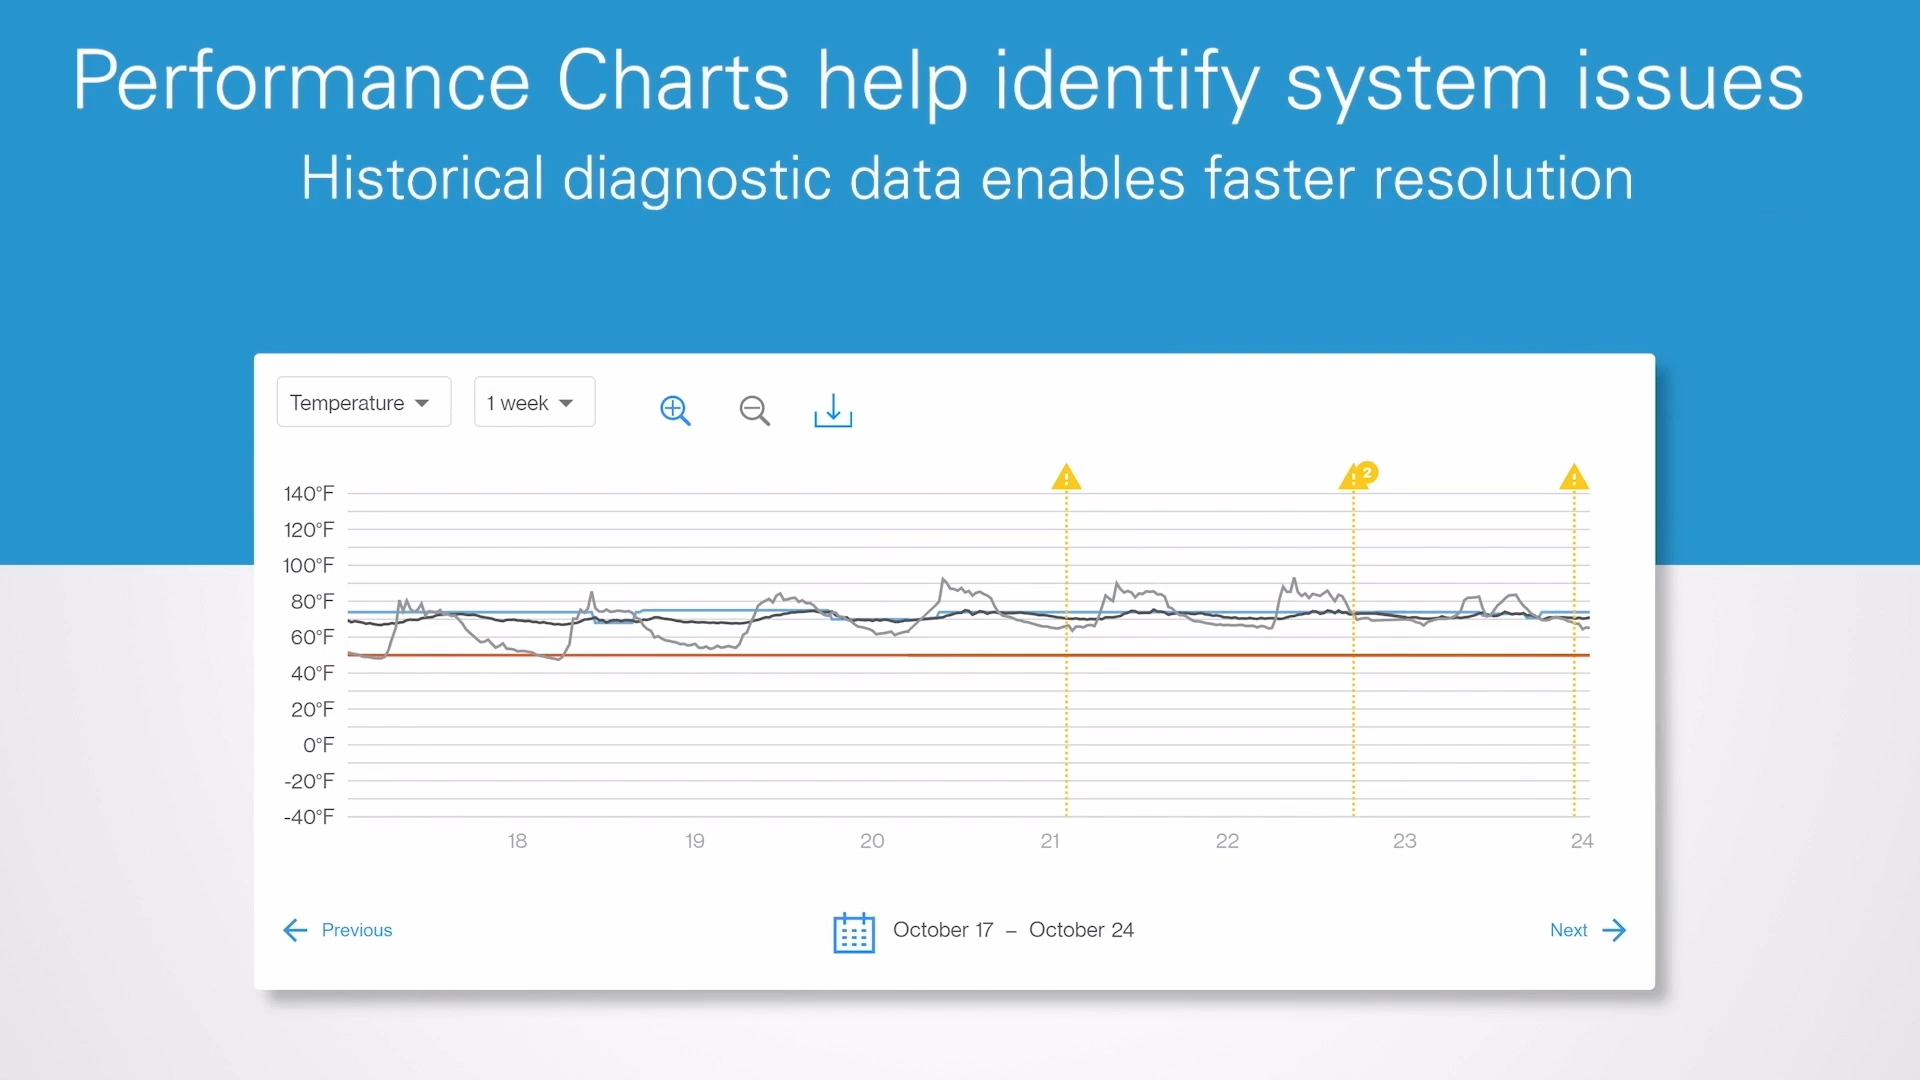 Performance Charts help identify system issues
Historical diagnostic data enables faster resolution
Temperature
1 week
2
140°F
120°F
100°F
80°F
60°F
40°F
20°F
0°F
-20°F
-40°F
18 19 20 21 22 23 24
Previous
October 17 – October 24
Next